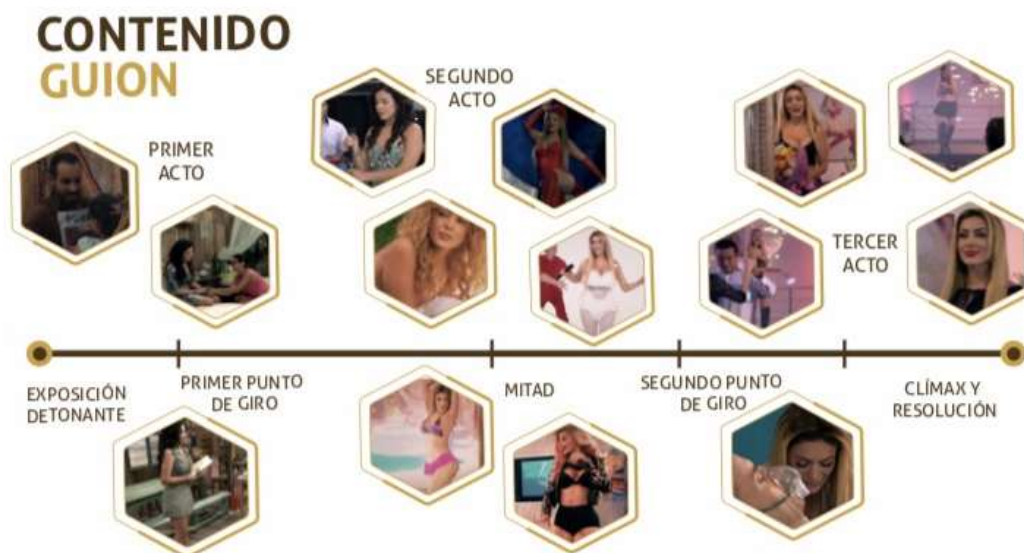 CONTENIDO
GUION
PRIMER
ACTO
SEGUNDO
ACTO
TERCER
ACTO
EXPOSICIÓN
DETONANTE
PRIMER PUNTO
DE GIRO
MITAD
SEGUNDO PUNTO
DE GIRO
CLÍMAX Y
RESOLUCIÓN